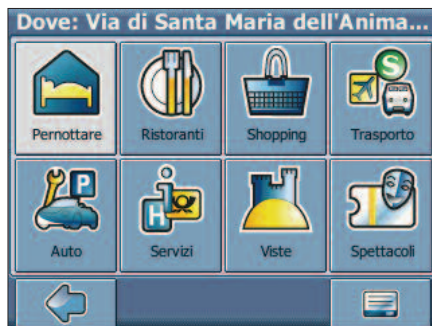 Dove: Via di Santa Maria dell'Anima...
Pernottare
Ristoranti
Shopping
Trasporto
S
P
H
Auto
Servizi
Viste
Spettacoli